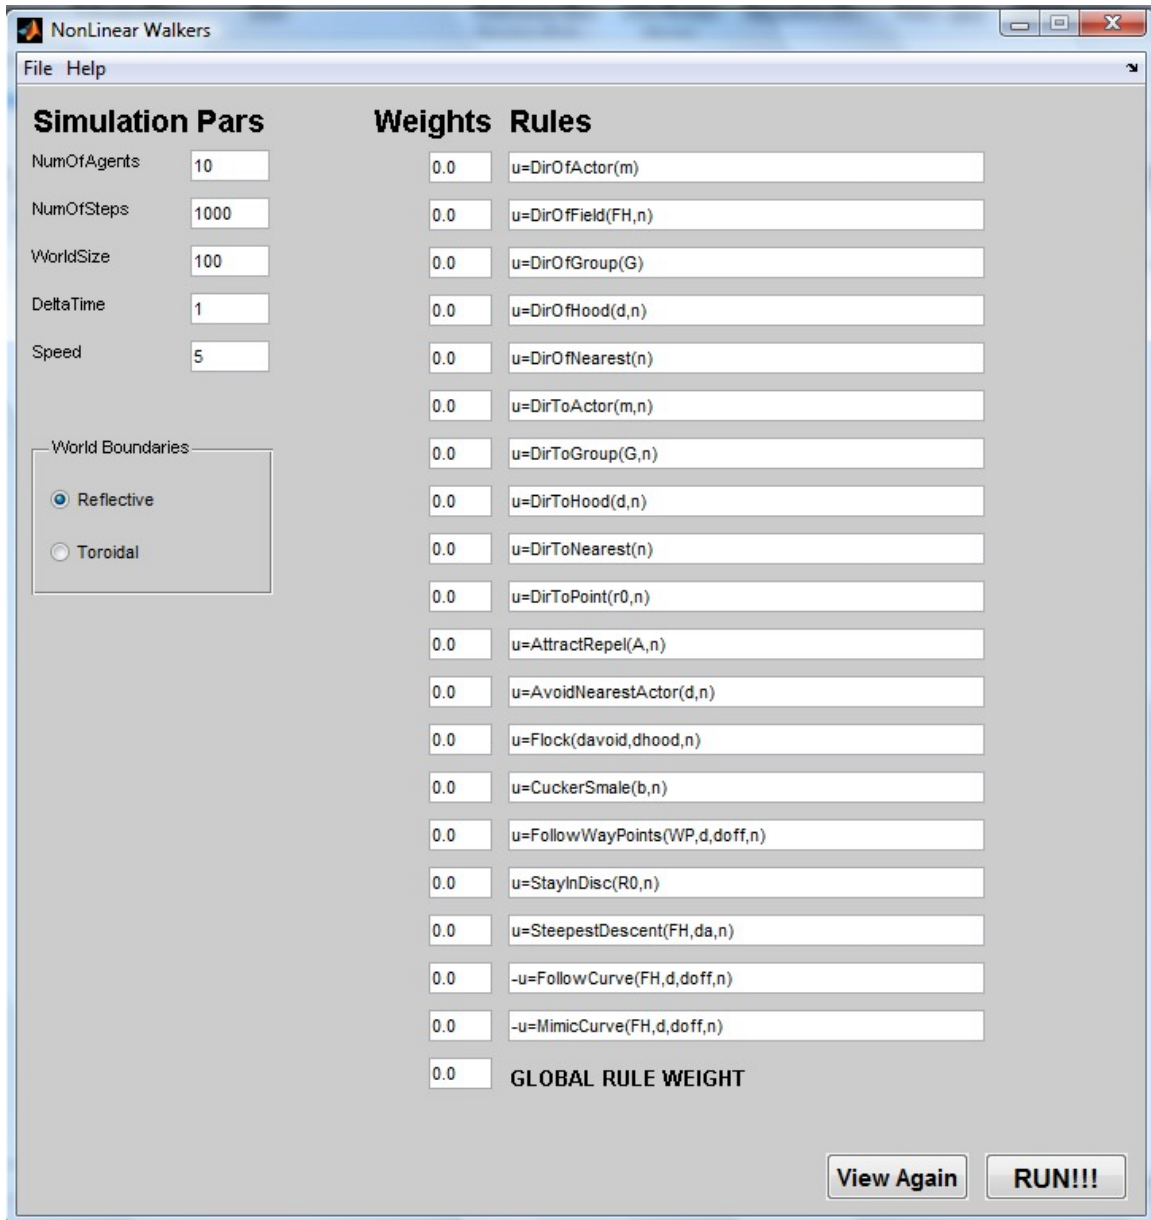 NonLinear Walkers
File Help
Simulation Pars
NumOfAgents 10
NumOfSteps 1000
WorldSize 100
DeltaTime 1
Speed 5
World Boundaries
Reflective
Toroidal
Weights Rules
0.0 u=DirOfActor(m)
0.0 u=DirOfField(FH,n)
0.0 u=DirOfGroup(G)
0.0 u=DirOfHood(d,n)
0.0 u=DirOfNearest(n)
0.0 u=DirToActor(m,n)
0.0 u=DirToGroup(G,n)
0.0 u=DirToHood(d,n)
0.0 u=DirToNearest(n)
0.0 u=DirToPoint(r0,n)
0.0 u=AttractRepel(A,n)
0.0 u=AvoidNearestActor(d,n)
0.0 u=Flock(davoid,dhood,n)
0.0 u=CuckerSmale(b,n)
0.0 u=FollowWayPoints(WP,d,doff,n)
0.0 u=StayInDisc(R0,n)
0.0 u=SteepestDescent(FH,da,n)
0.0 -u=FollowCurve(FH,d,doff,n)
0.0 -u=MimicCurve(FH,d,doff,n)
0.0 GLOBAL RULE WEIGHT
View Again RUN!!!